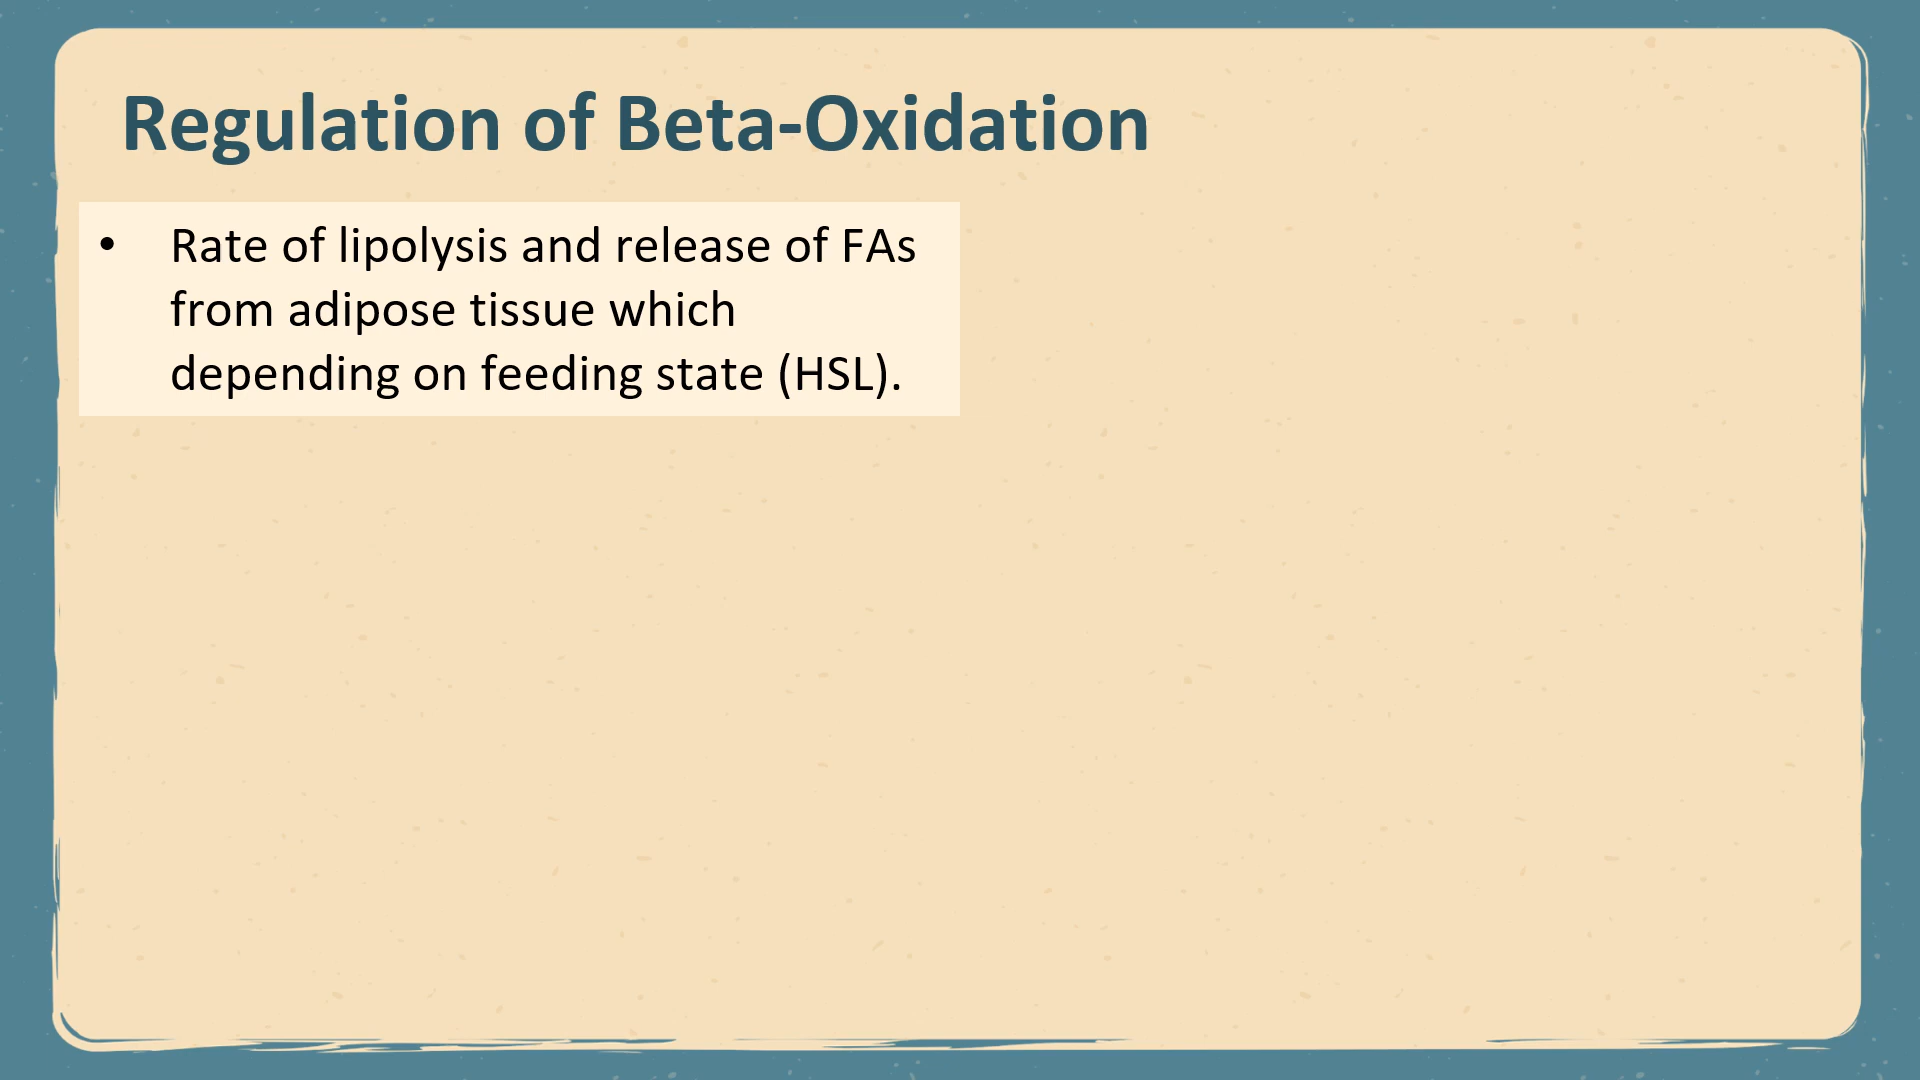 Regulation of Beta-Oxidation
• Rate of lipolysis and release of FAs
from adipose tissue which
depending on feeding state (HSL).